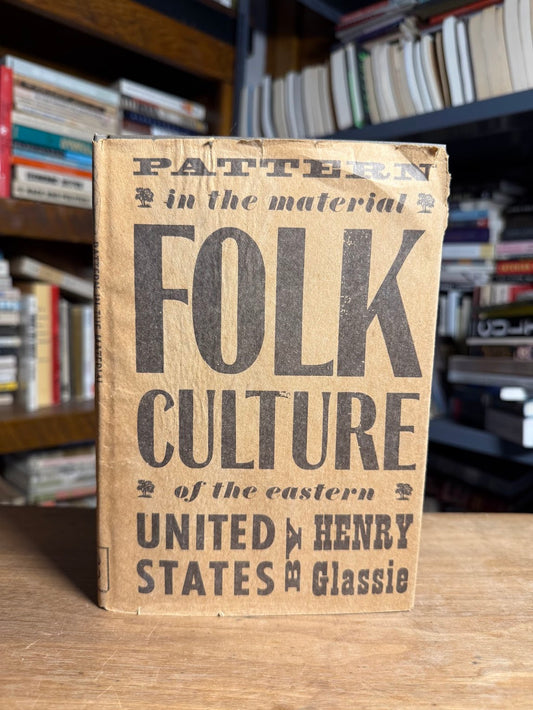 PATTERN
in the material
FOLK
CULTURE
of the eastern
UNITED STATES
BY
HENRY Glassie